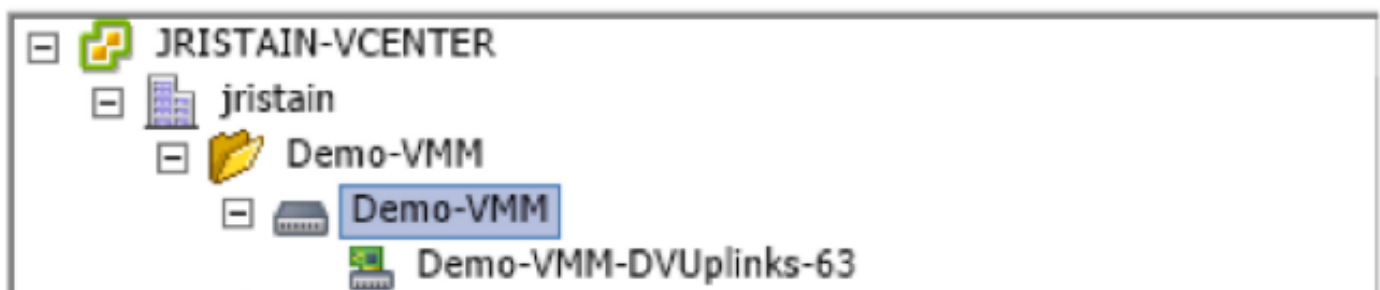 JRISTAIN-VCENTER
jristain
Demo-VMM
Demo-VMM
Demo-VMM-DVUplinks-63